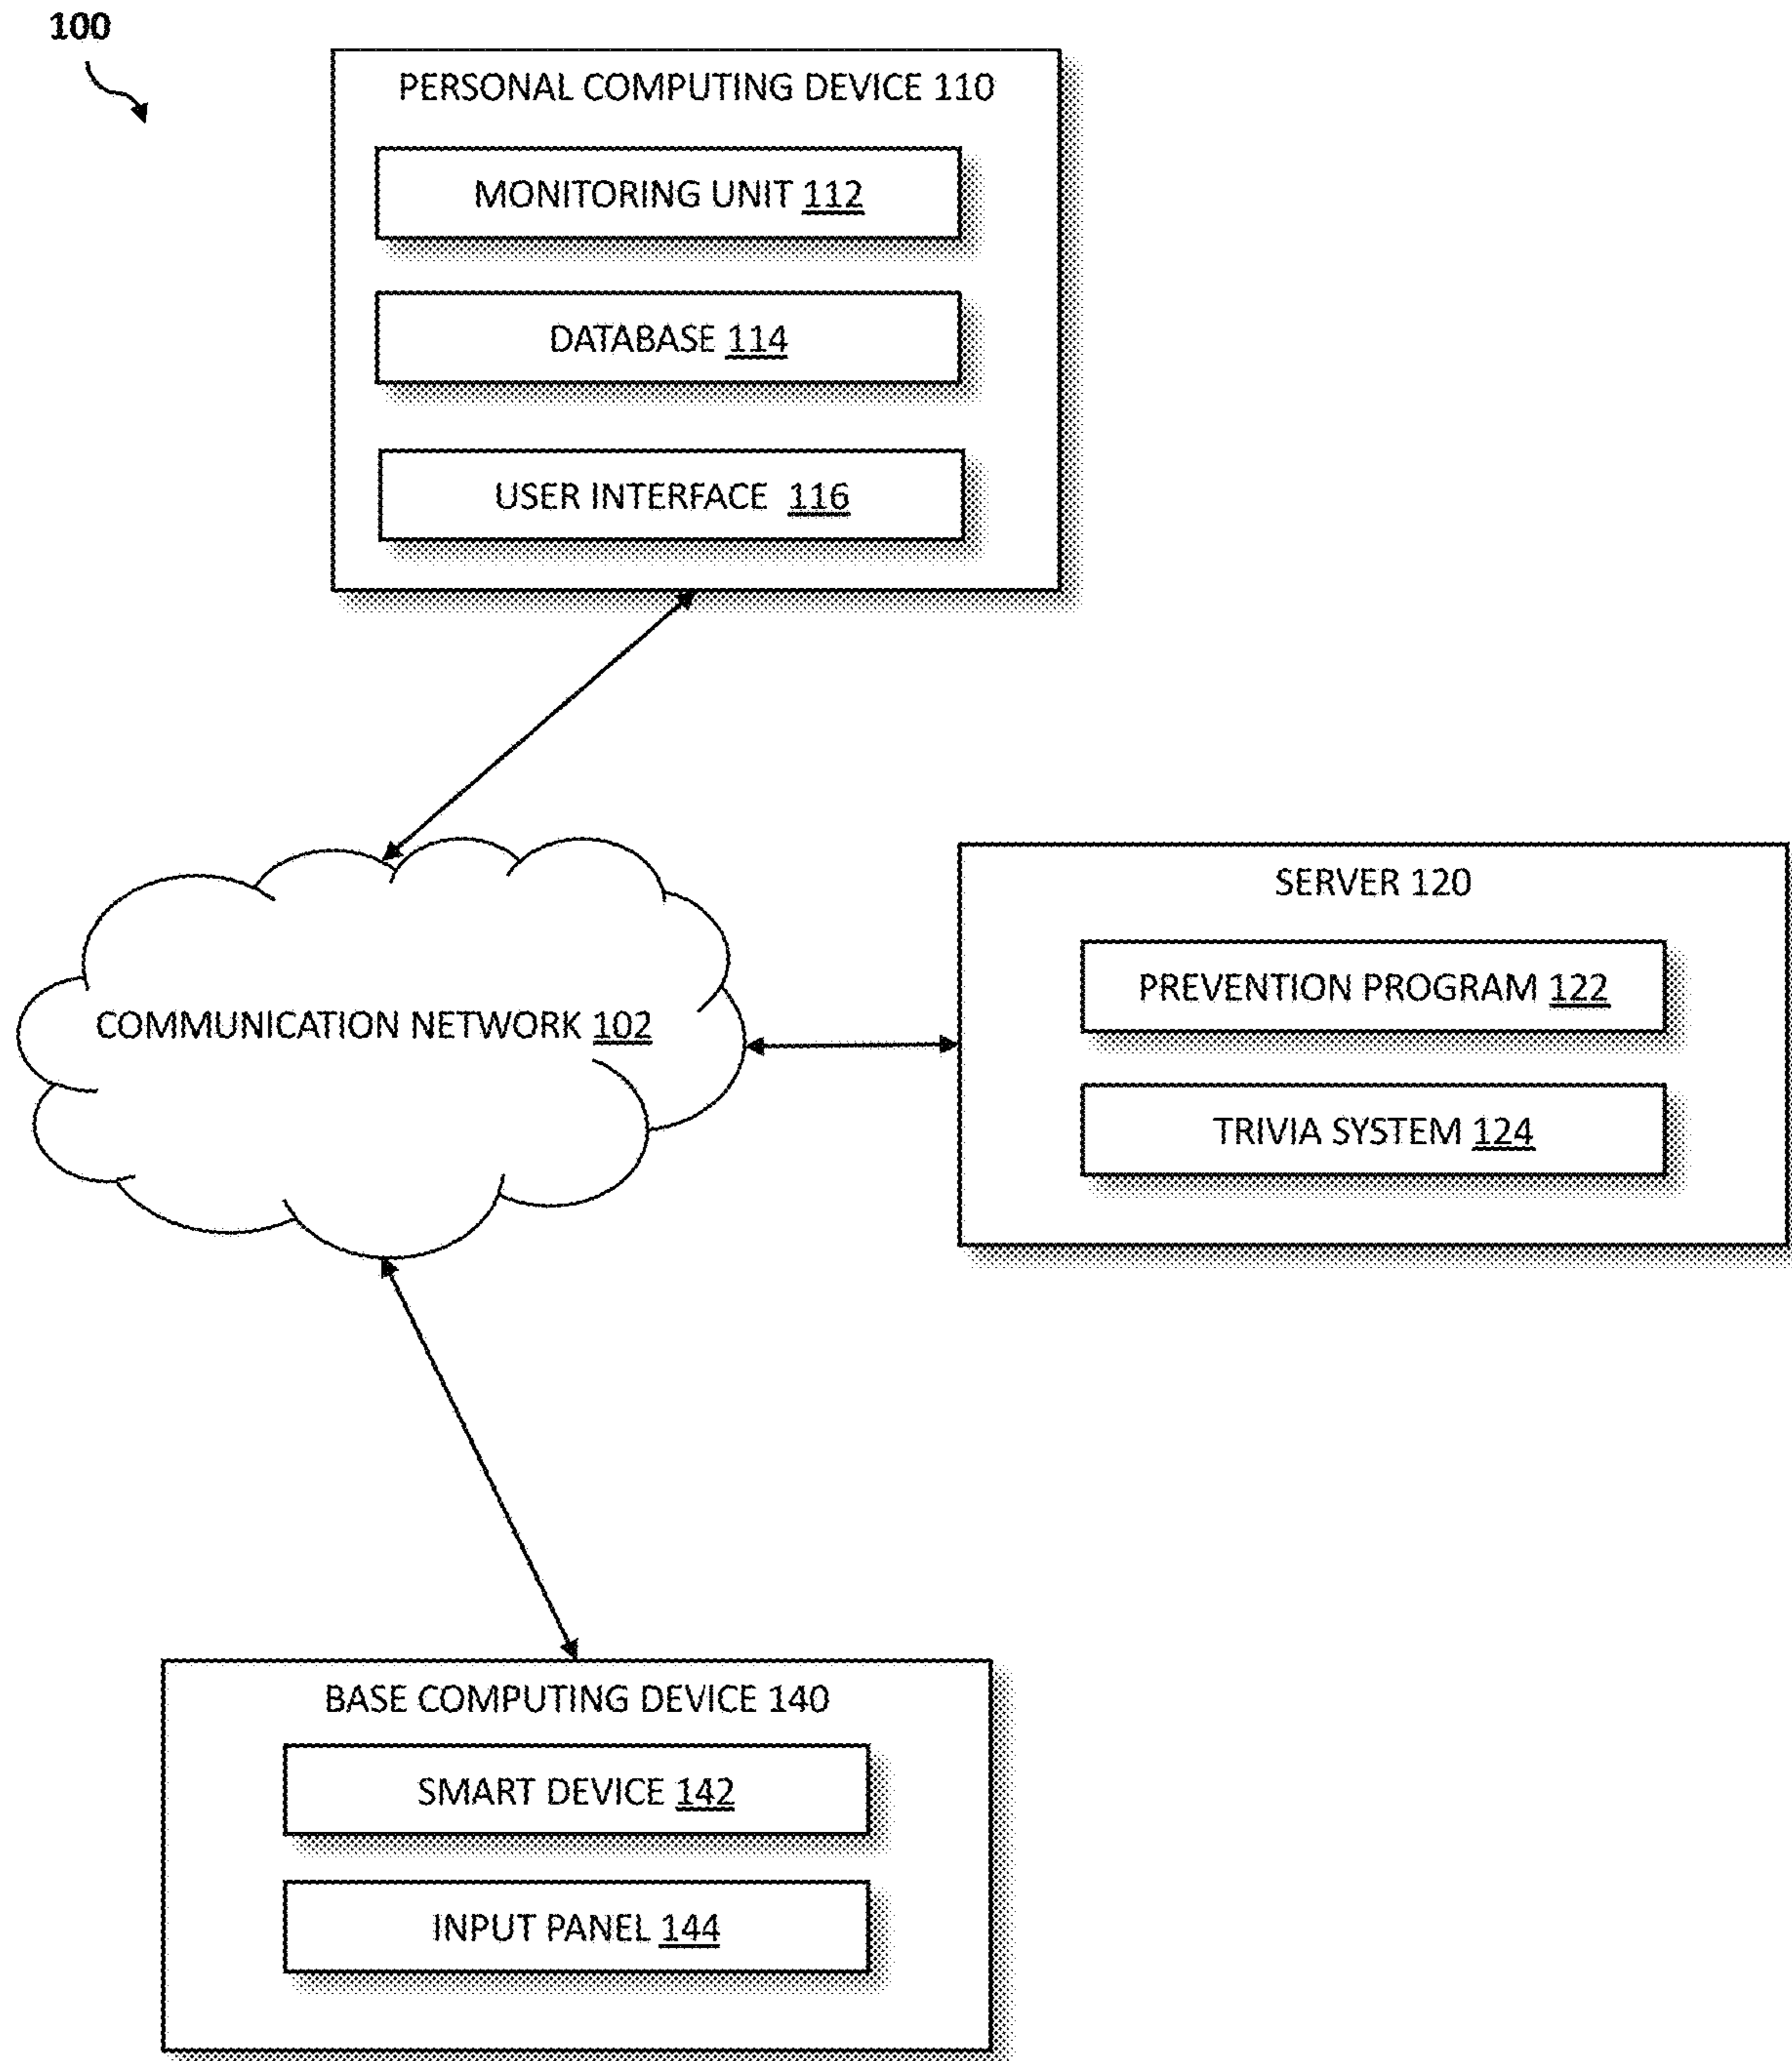 100
PERSONAL COMPUTING DEVICE 110
MONITORING UNIT 112
DATABASE 114
USER INTERFACE 116
COMMUNICATION NETWORK 102
SERVER 120
PREVENTION PROGRAM 122
TRIVIA SYSTEM 124
BASE COMPUTING DEVICE 140
SMART DEVICE 142
INPUT PANEL 144